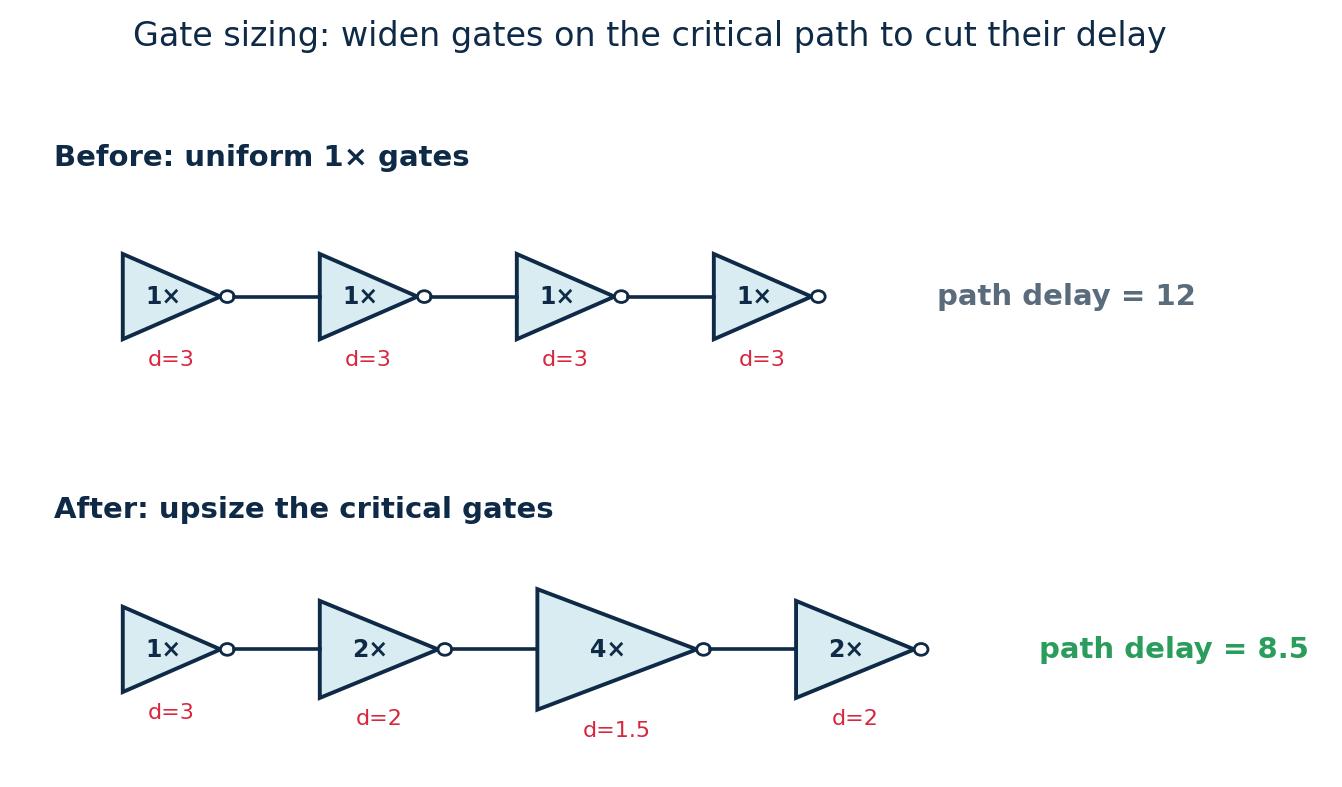 Gate sizing: widen gates on the critical path to cut their delay
Before: uniform 1× gates
1× 1× 1× 1× path delay = 12
d=3 d=3 d=3 d=3
After: upsize the critical gates
1× 2× 4× 2× path delay = 8.5
d=3 d=2 d=1.5 d=2